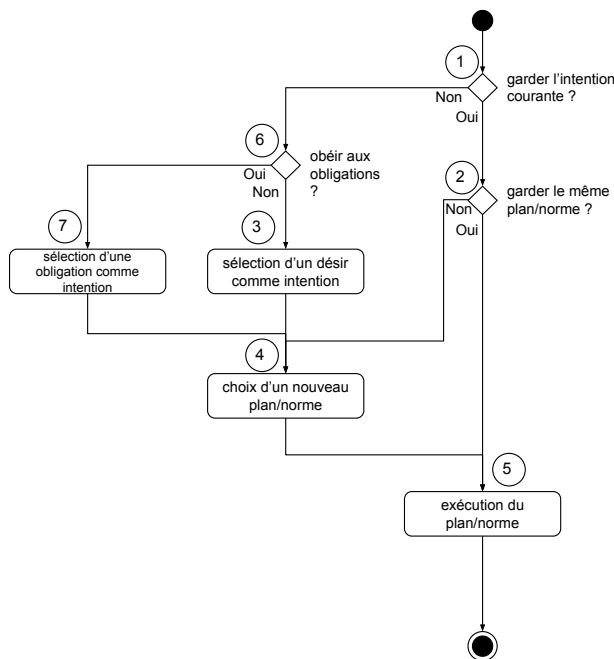 1
garder l'intention
courante ?
Non
Oui
6
obéir aux
obligations
?
Oui
Non
2
garder le même
plan/norme ?
Non
Oui
7
sélection d'une
obligation comme
intention
3
sélection d'un désir
comme intention
4
choix d'un nouveau
plan/norme
5
exécution du
plan/norme